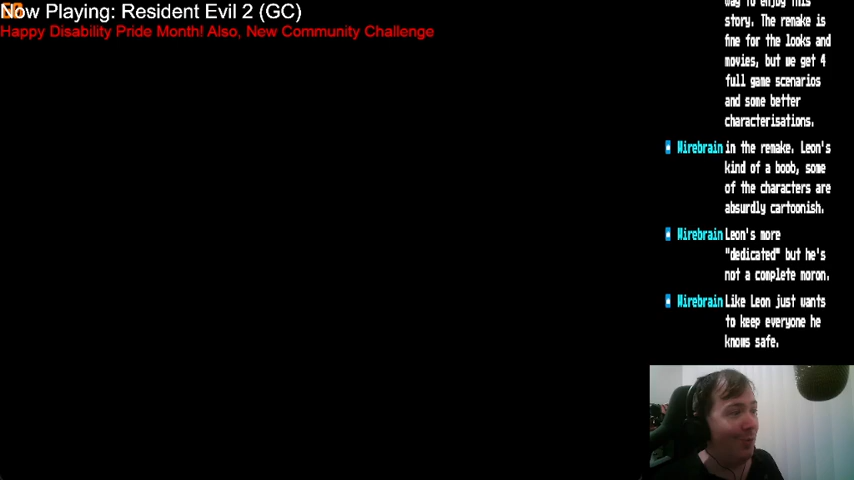 Now Playing: Resident Evil 2 (GC)
Happy Disability Pride Month! Also, New Community Challenge
way to enjoy this
story. The remake is
fine for the looks and
movies, but we get 4
full game scenarios
and some better
characterisations.
Wirebrain in the remake. Leon's
kind of a boob, some
of the characters are
absurdly cartoonish.
Wirebrain Leon's more
"dedicated" but he's
not a complete moron.
Wirebrain Like Leon just wants
to keep everyone he
knows safe.